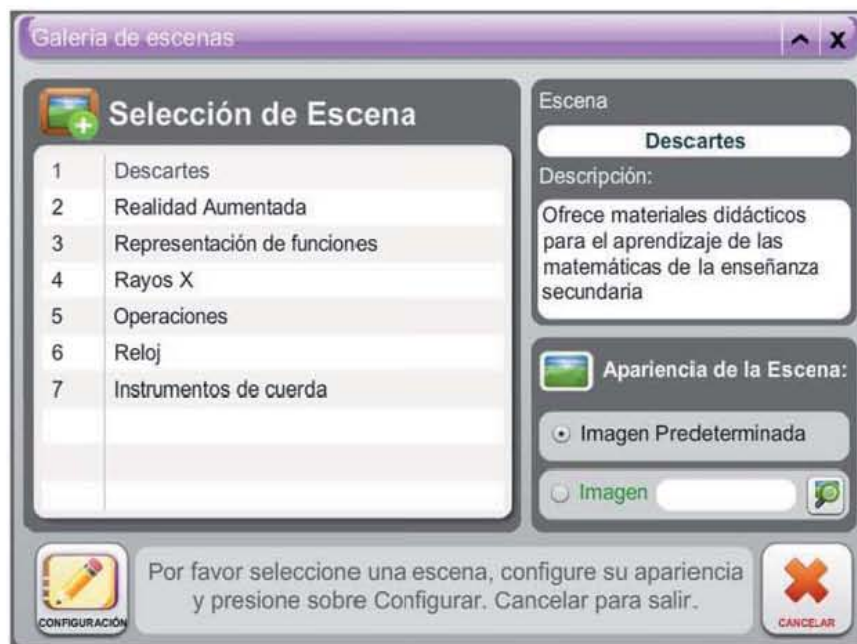 Galería de escenas
Selección de Escena
1 Descartes
2 Realidad Aumentada
3 Representación de funciones
4 Rayos X
5 Operaciones
6 Reloj
7 Instrumentos de cuerda
Escena
Descartes
Descripción:
Ofrece materiales didácticos
para el aprendizaje de las
matemáticas de la enseñanza
secundaria
Apariencia de la Escena:
Imagen Predeterminada
Imagen
CONFIGURACIÓN
Por favor seleccione una escena, configure su apariencia
y presione sobre Configurar. Cancelar para salir.
CANCELAR